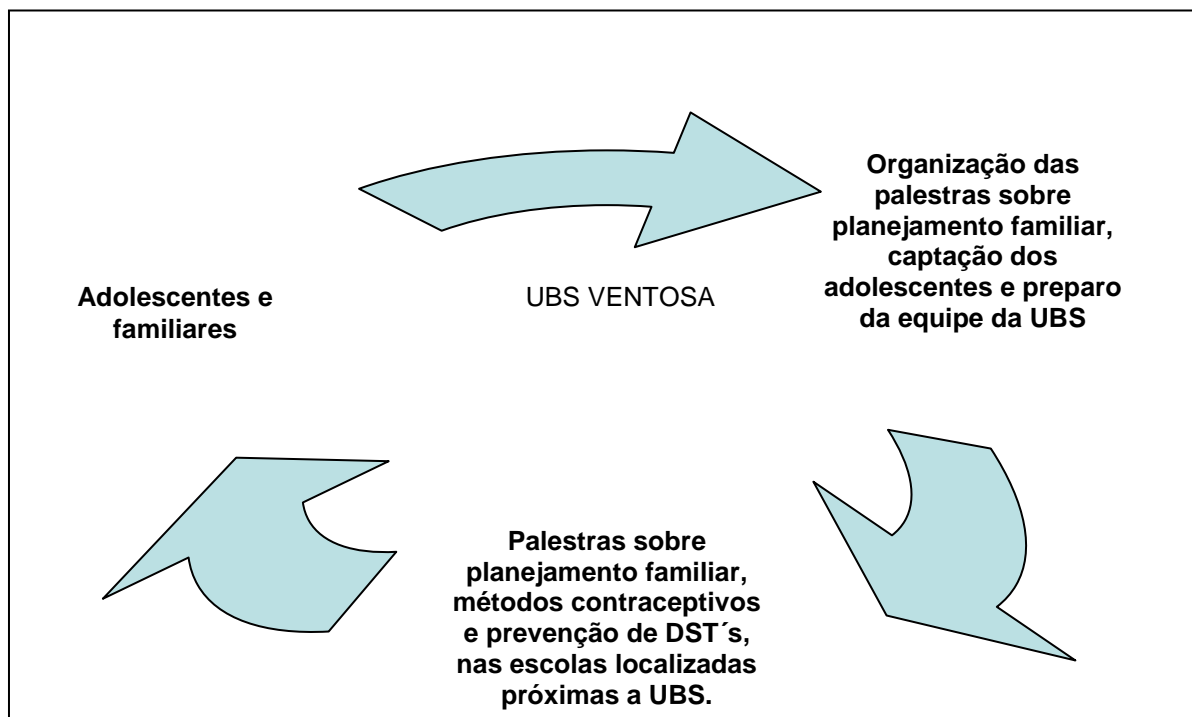 Adolescentes e
familiares
UBS VENTOSA
Organização das
palestras sobre
planejamento familiar,
captação dos
adolescentes e preparo
da equipe da UBS
Palestras sobre
planejamento familiar,
métodos contraceptivos
e prevenção de DST´s,
nas escolas localizadas
próximas a UBS.